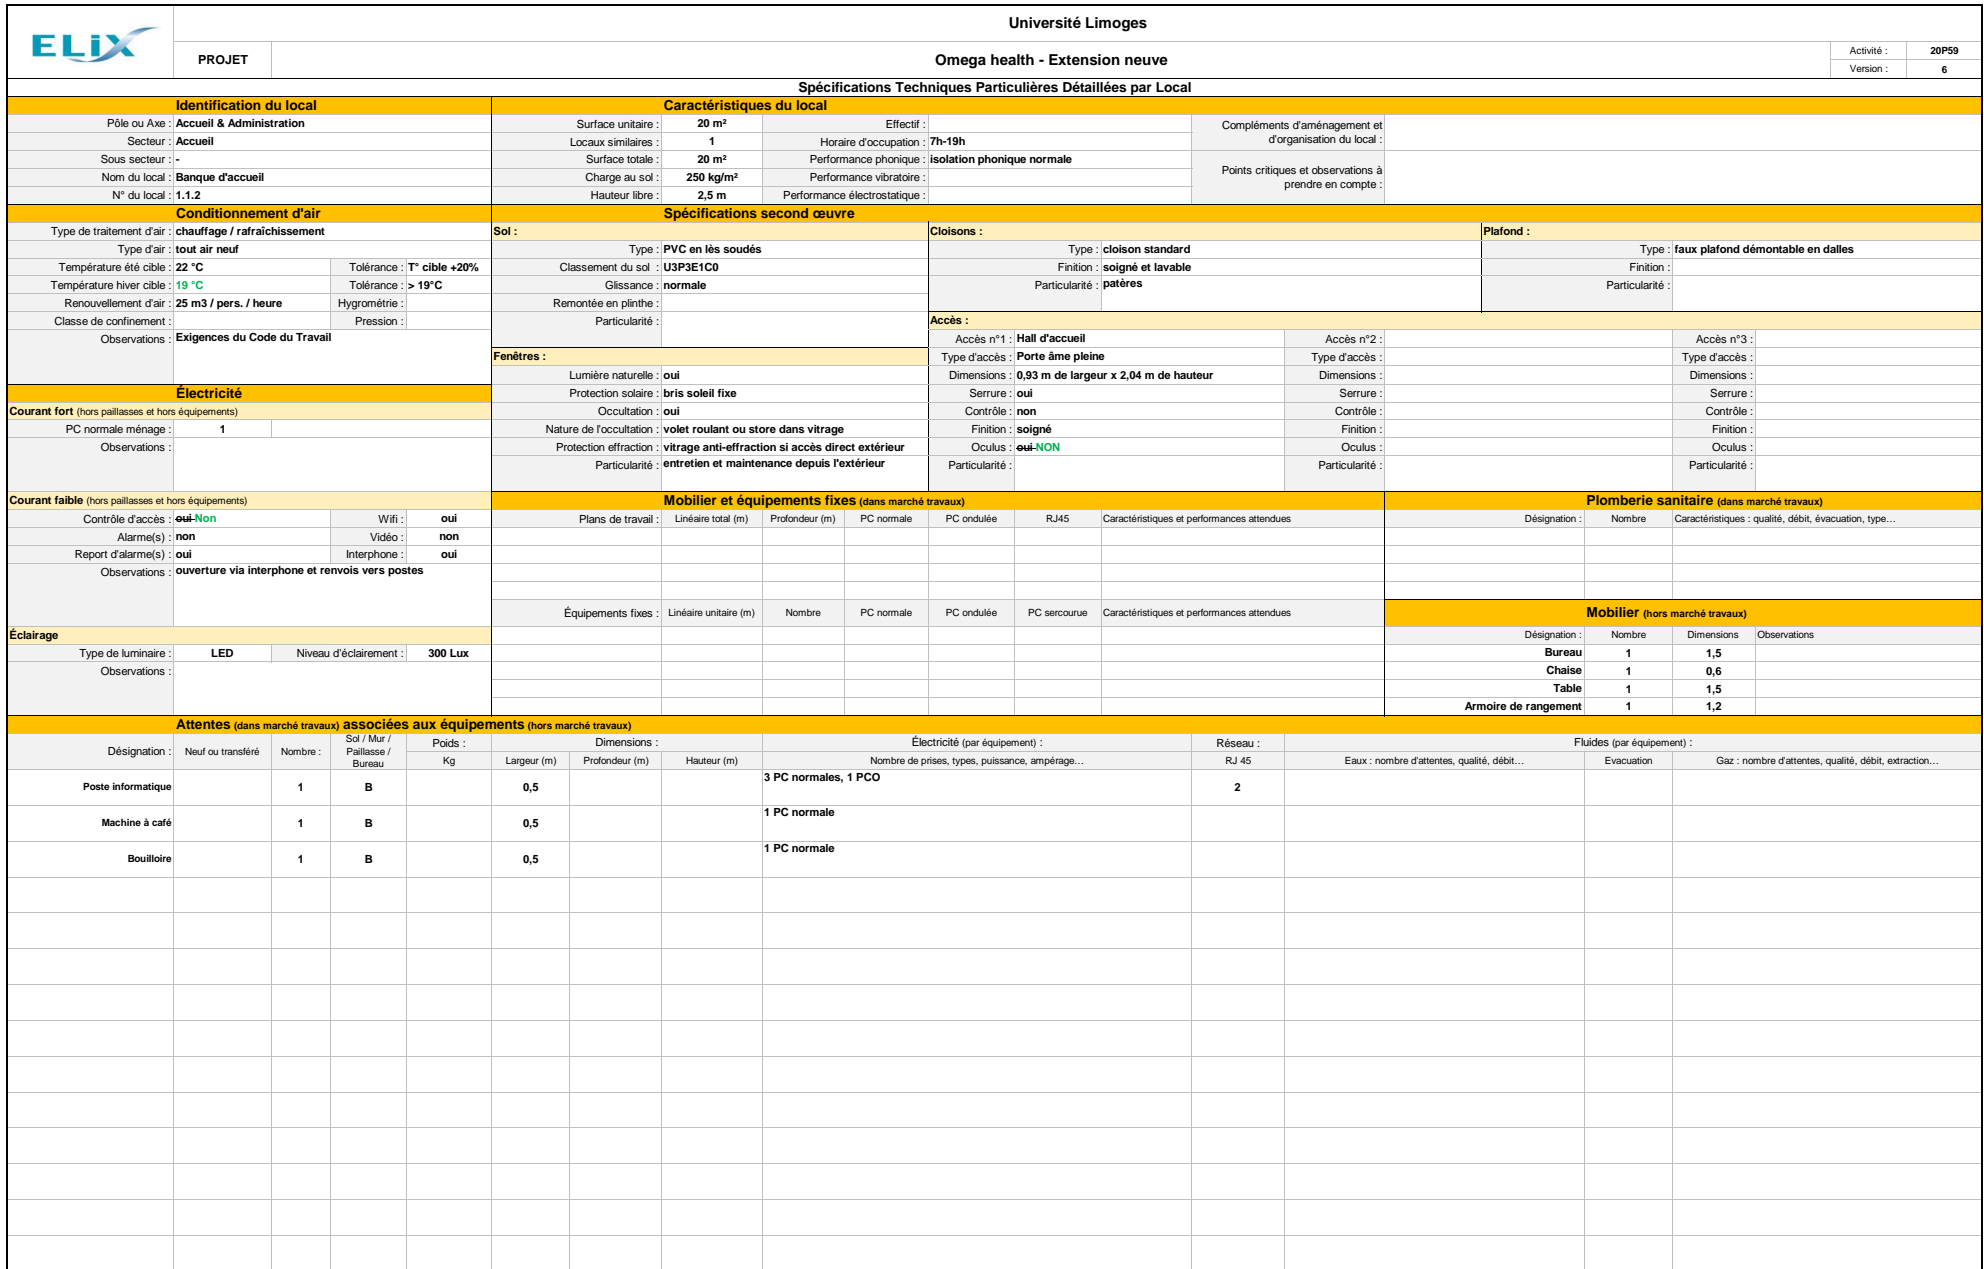 ELiX
Université Limoges
PROJET
Omega health - Extension neuve
Activité : 20P59
Version : 6
Spécifications Techniques Particulières Détaillées par Local
Identification du local
Pôle ou Axe : Accueil & Administration
Secteur : Accueil
Sous secteur : -
Nom du local : Banque d'accueil
N° du local : 1.1.2
Caractéristiques du local
Surface unitaire : 20 m²
Locaux similaires : 1
Surface totale : 20 m²
Charge au sol : 250 kg/m²
Hauteur libre : 2,5 m
Effectif :
Horaire d'occupation : 7h-19h
Performance phonique : isolation phonique normale
Performance vibratoire :
Performance électrostatique :
Compléments d'aménagement et
d'organisation du local :
Points critiques et observations à
prendre en compte :
Conditionnement d'air
Type de traitement d'air : chauffage / rafraîchissement
Type d'air : tout air neuf
Température été cible : 22 °C Tolérance : T° cible +20%
Température hiver cible : 19 °C Tolérance : > 19°C
Renouvellement d'air : 25 m3 / pers. / heure Hygrométrie :
Classe de confinement : Pression :
Observations : Exigences du Code du Travail
Spécifications second œuvre
Sol :
Type : PVC en lès soudés
Classement du sol : U3P3E1C0
Glissance : normale
Remontée en plinthe :
Particularité :
Cloisons :
Type : cloison standard
Finition : soigné et lavable
Particularité : patères
Plafond :
Type : faux plafond démontable en dalles
Finition :
Particularité :
Fenêtres :
Lumière naturelle : oui
Protection solaire : bris soleil fixe
Occultation : oui
Nature de l'occultation : volet roulant ou store dans vitrage
Protection effraction : vitrage anti-effraction si accès direct extérieur
Particularité : entretien et maintenance depuis l'extérieur
Accès :
Accès n°1 : Hall d'accueil
Type d'accès : Porte âme pleine
Dimensions : 0,93 m de largeur x 2,04 m de hauteur
Serrure : oui
Contrôle : non
Finition : soigné
Oculus : oui NON
Particularité :
Accès n°2 :
Type d'accès :
Dimensions :
Serrure :
Contrôle :
Finition :
Oculus :
Particularité :
Accès n°3 :
Type d'accès :
Dimensions :
Serrure :
Contrôle :
Finition :
Oculus :
Particularité :
Électricité
Courant fort (hors paillasses et hors équipements)
PC normale ménage : 1
Observations :
Courant faible (hors paillasses et hors équipements)
Contrôle d'accès : oui Non Wifi : oui
Alarme(s) : non Vidéo : non
Report d'alarme(s) : oui Interphone : oui
Observations : ouverture via interphone et renvois vers postes
Éclairage
Type de luminaire : LED Niveau d'éclairement : 300 Lux
Observations :
Mobilier et équipements fixes (dans marché travaux)
Plans de travail : Linéaire total (m) Profondeur (m) PC normale PC ondulée RJ45 Caractéristiques et performances attendues
Équipements fixes : Linéaire unitaire (m) Nombre PC normale PC ondulée PC sercourue Caractéristiques et performances attendues
Plomberie sanitaire (dans marché travaux)
Désignation : Nombre Caractéristiques : qualité, débit, évacuation, type…
Mobilier (hors marché travaux)
Désignation : Nombre Dimensions Observations
Bureau 1 1,5
Chaise 1 0,6
Table 1 1,5
Armoire de rangement 1 1,2
Attentes (dans marché travaux) associées aux équipements (hors marché travaux)
Désignation : Neuf ou transféré Nombre :
Sol / Mur /
Paillasse /
Bureau
Poids :
Kg
Dimensions :
Largeur (m) Profondeur (m) Hauteur (m)
Électricité (par équipement) :
Nombre de prises, types, puissance, ampérage…
Réseau :
RJ 45
Fluides (par équipement) :
Eaux : nombre d'attentes, qualité, débit… Evacuation Gaz : nombre d'attentes, qualité, débit, extraction…
Poste informatique 1 B 0,5 3 PC normales, 1 PCO 2
Machine à café 1 B 0,5 1 PC normale
Bouilloire 1 B 0,5 1 PC normale